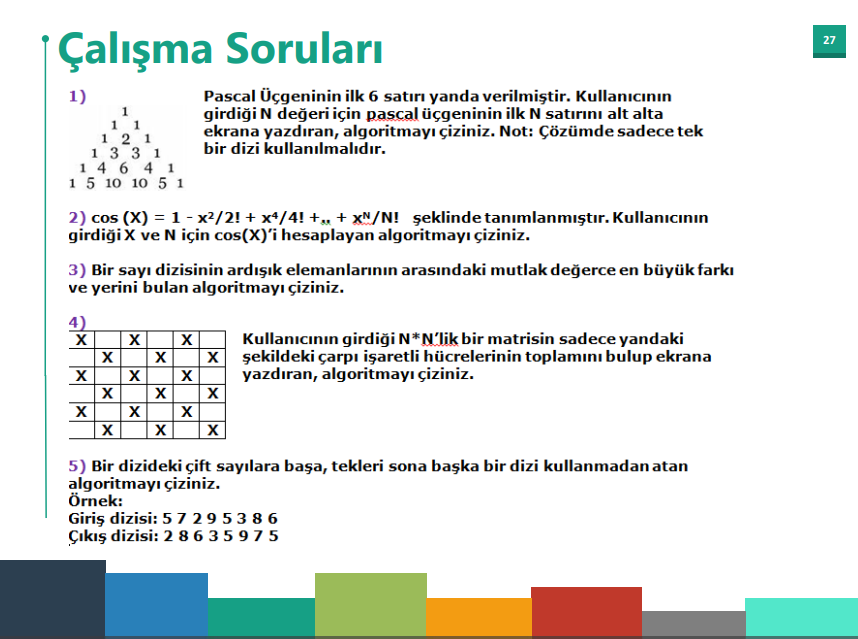 Çalışma Soruları
27
1)
1
1 1
1 2 1
1 3 3 1
1 4 6 4 1
1 5 10 10 5 1
Pascal Üçgeninin ilk 6 satırı yanda verilmiştir. Kullanıcının
girdiği N değeri için pascal üçgeninin ilk N satırını alt alta
ekrana yazdıran, algoritmayı çiziniz. Not: Çözümde sadece tek
bir dizi kullanılmalıdır.
2) cos (X) = 1 - x²/2! + x⁴/4! +.. + xᴺ/N! şeklinde tanımlanmıştır. Kullanıcının
girdiği X ve N için cos(X)’i hesaplayan algoritmayı çiziniz.
3) Bir sayı dizisinin ardışık elemanlarının arasındaki mutlak değerce en büyük farkı
ve yerini bulan algoritmayı çiziniz.
4)
X X X
X X X
X X X
X X X
X X X
X X X
Kullanıcının girdiği N*N’lik bir matrisin sadece yandaki
şekildeki çarpı işaretli hücrelerinin toplamını bulup ekrana
yazdıran, algoritmayı çiziniz.
5) Bir dizideki çift sayılara başa, tekleri sona başka bir dizi kullanmadan atan
algoritmayı çiziniz.
Örnek:
Giriş dizisi: 5 7 2 9 5 3 8 6
Çıkış dizisi: 2 8 6 3 5 9 7 5